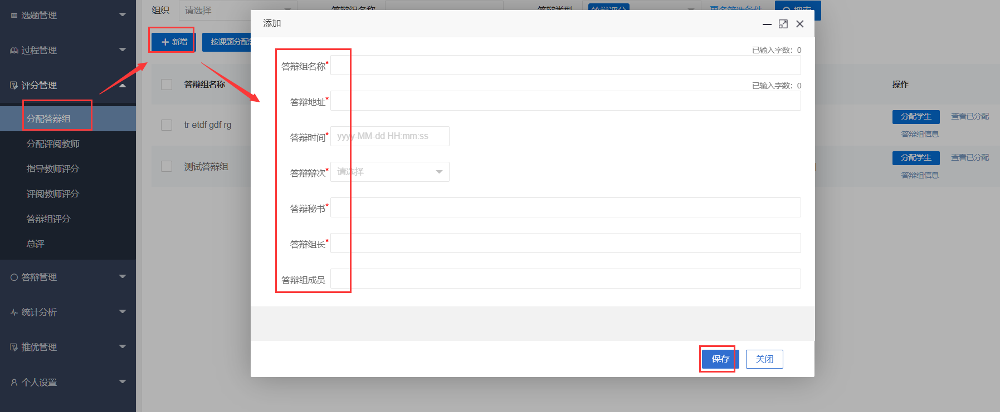 选题管理
过程管理
评分管理
分配答辩组
分配评阅教师
指导教师评分
评阅教师评分
答辩组评分
总评
答辩管理
统计分析
推优管理
个人设置
组织 请选择 答辩组名称 答辩类型 答辩评分 更多筛选条件 搜索
新增 按课题分配
答辩组名称 操作
tr etdf gdf rg 分配学生 查看已分配
答辩组信息
测试答辩组 分配学生 查看已分配
答辩组信息
添加
已输入字数：0
答辩组名称*
已输入字数：0
答辩地址*
答辩时间* yyyy-MM-dd HH:mm:ss
答辩辩次* 请选择
答辩秘书*
答辩组长*
答辩组成员
保存 关闭